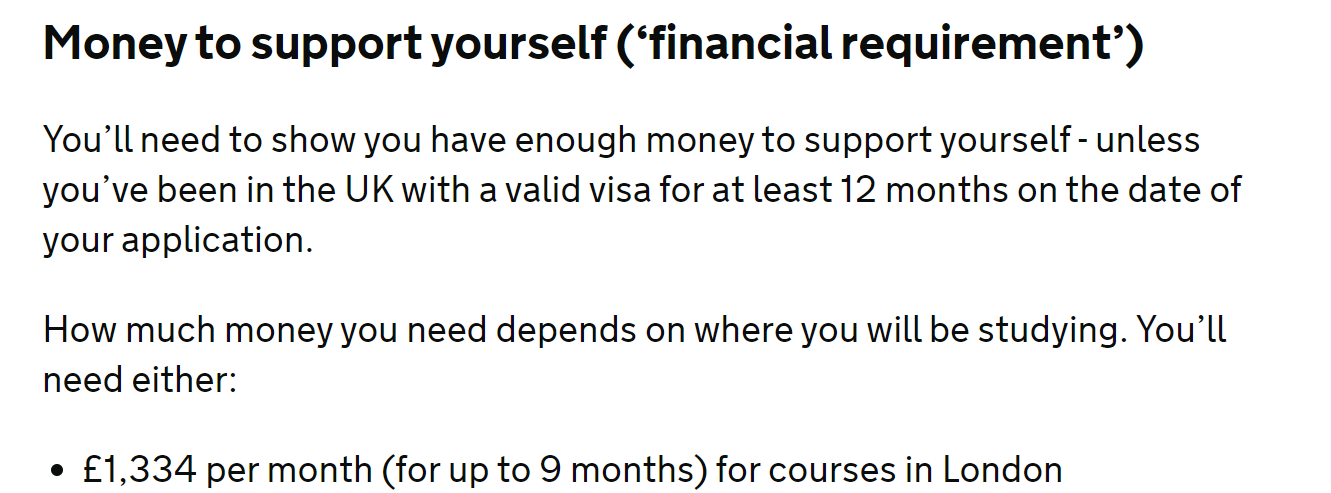 Money to support yourself (‘financial requirement’)
You’ll need to show you have enough money to support yourself - unless
you’ve been in the UK with a valid visa for at least 12 months on the date of
your application.
How much money you need depends on where you will be studying. You’ll
need either:
• £1,334 per month (for up to 9 months) for courses in London